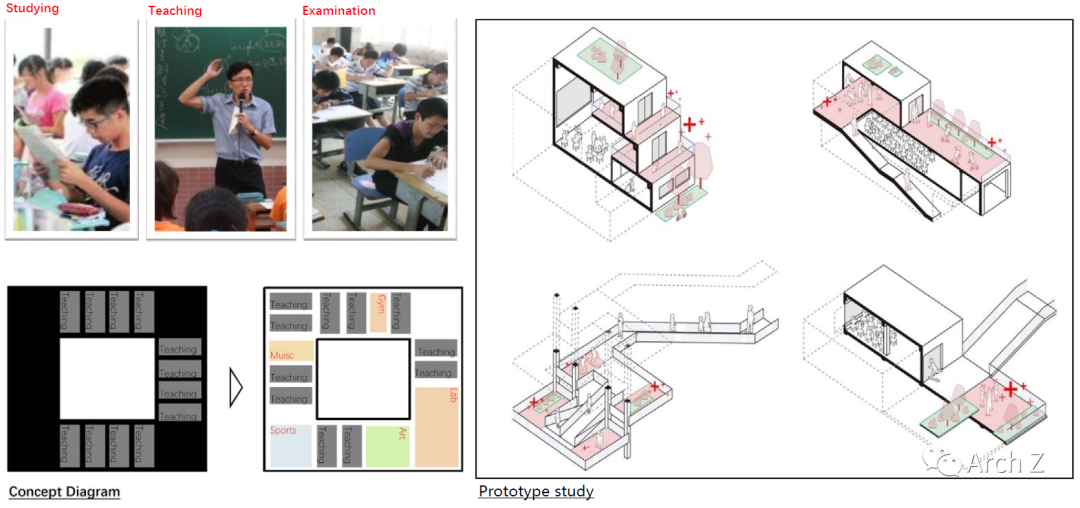 Studying
Teaching
Examination
Teaching
Teaching
Teaching
Teaching
Teaching
Teaching
Teaching
Teaching
Teaching
Teaching
Teaching
Teaching
Concept Diagram
Teaching
Teaching
Teaching
Teaching
Gym
Teaching
Teaching
Teaching
Muisc
Teaching
Teaching
Lab
Sports
Teaching
Teaching
Art
Prototype study
Arch Z